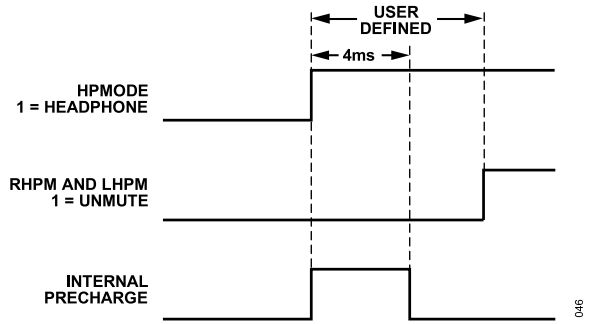 USER
DEFINED
4ms
HPMODE
1 = HEADPHONE
RHPM AND LHPM
1 = UNMUTE
INTERNAL
PRECHARGE
046